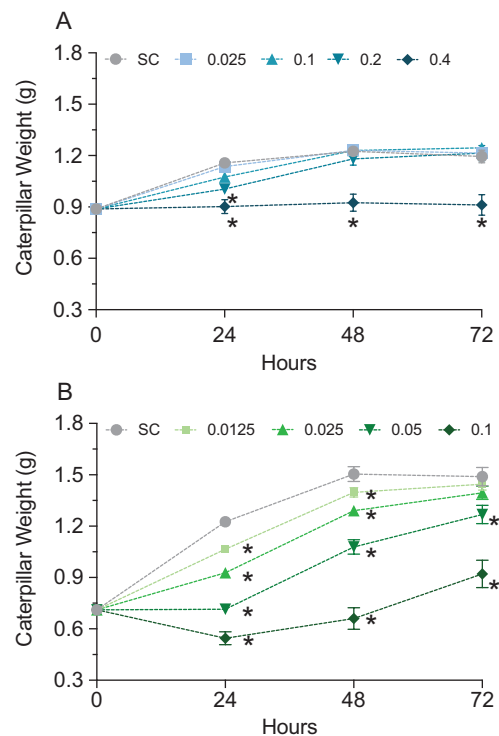 A
SC 0.025 0.1 0.2 0.4
Caterpillar Weight (g)
1.8
1.5
1.2
0.9
0.6
0.3
* * * *
0 24 48 72
Hours
B
SC 0.0125 0.025 0.05 0.1
Caterpillar Weight (g)
1.8
1.5
1.2
0.9
0.6
0.3
* * * * * * * * * *
0 24 48 72
Hours